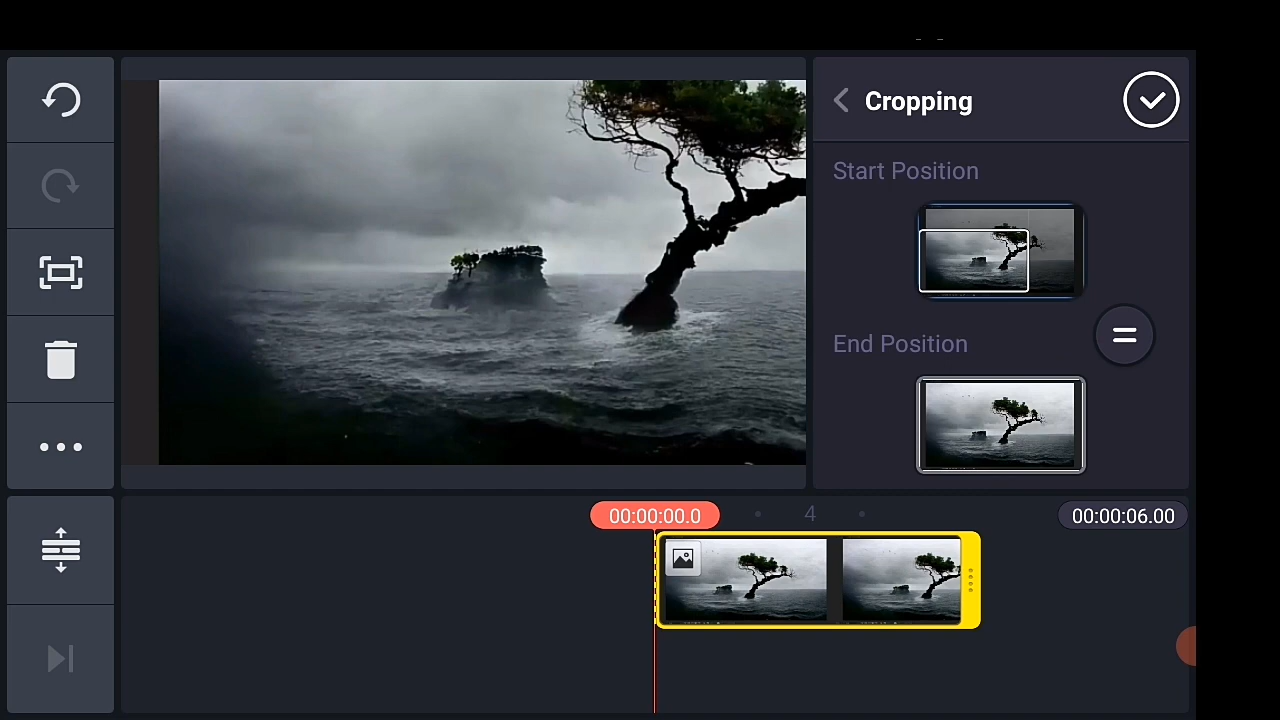 Cropping
Start Position
End Position
00:00:00.0
4
00:00:06.00